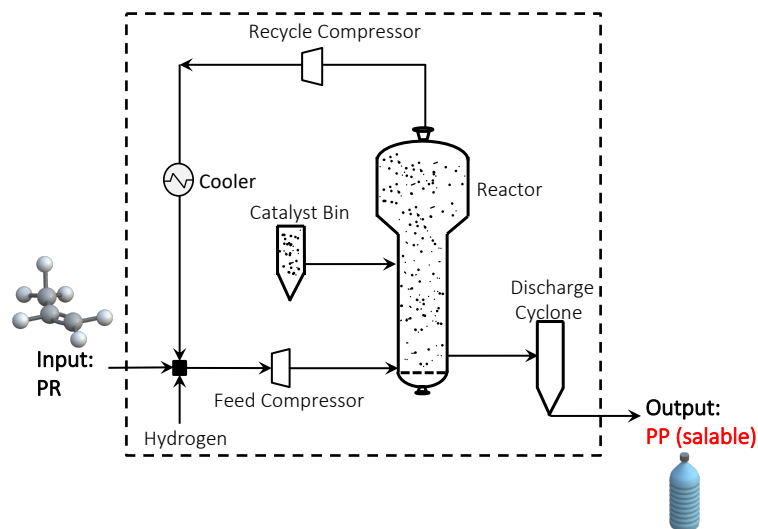 Recycle Compressor
Cooler
Reactor
Catalyst Bin
Discharge
Cyclone
Input:
PR
Feed Compressor
Hydrogen
Output:
PP (salable)